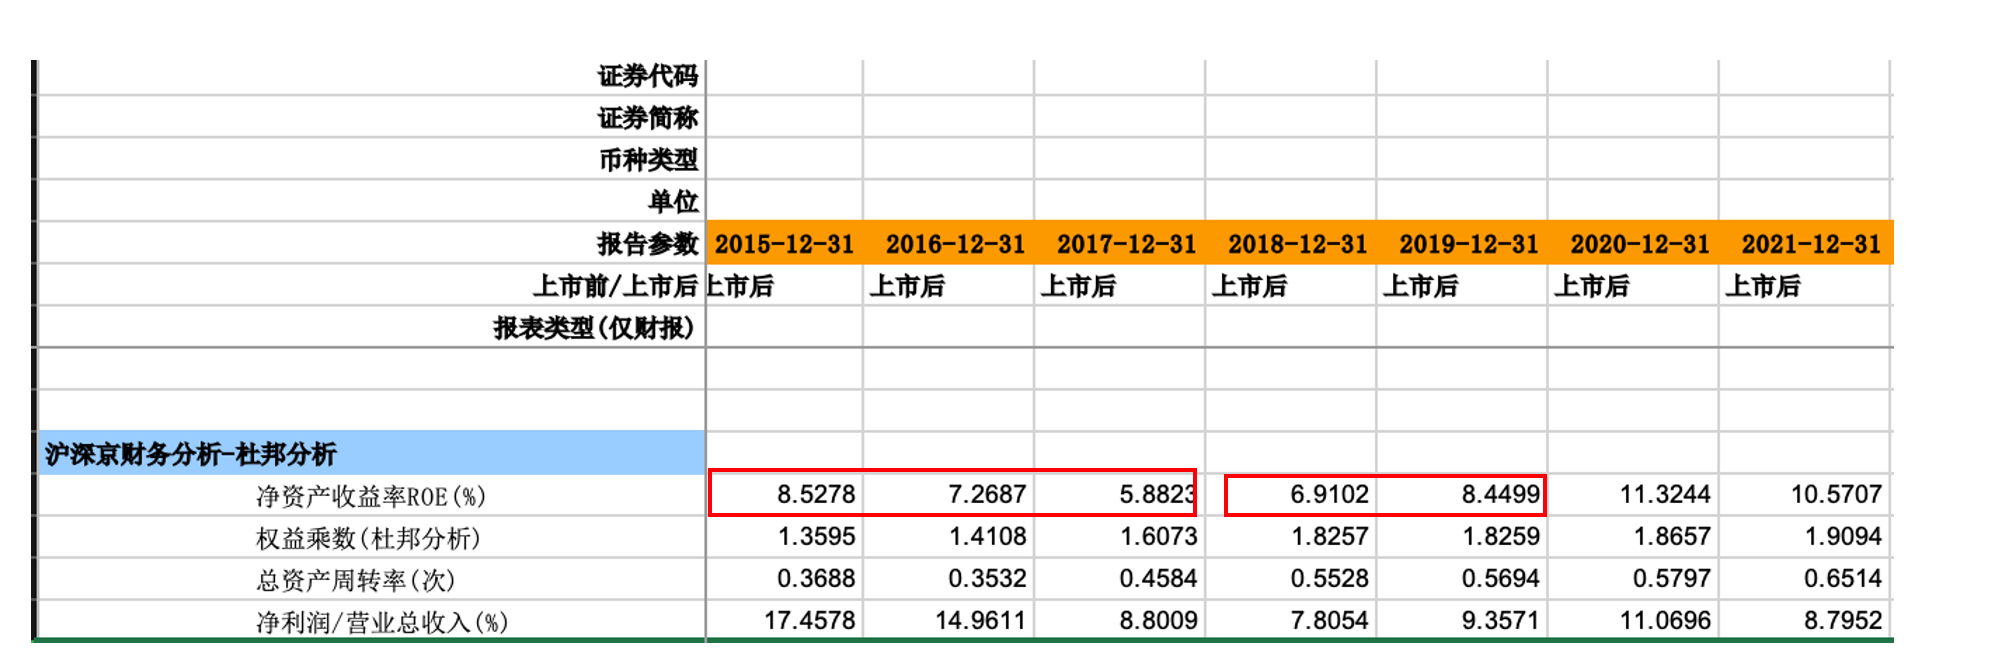 证券代码
证券简称
币种类型
单位
报告参数 2015-12-31 2016-12-31 2017-12-31 2018-12-31 2019-12-31 2020-12-31 2021-12-31
上市前/上市后 上市后 上市后 上市后 上市后 上市后 上市后 上市后
报表类型(仅财报)
沪深京财务分析-杜邦分析
净资产收益率ROE(%) 8.5278 7.2687 5.8823 6.9102 8.4499 11.3244 10.5707
权益乘数(杜邦分析) 1.3595 1.4108 1.6073 1.8257 1.8259 1.8657 1.9094
总资产周转率(次) 0.3688 0.3532 0.4584 0.5528 0.5694 0.5797 0.6514
净利润/营业总收入(%) 17.4578 14.9611 8.8009 7.8054 9.3571 11.0696 8.7952